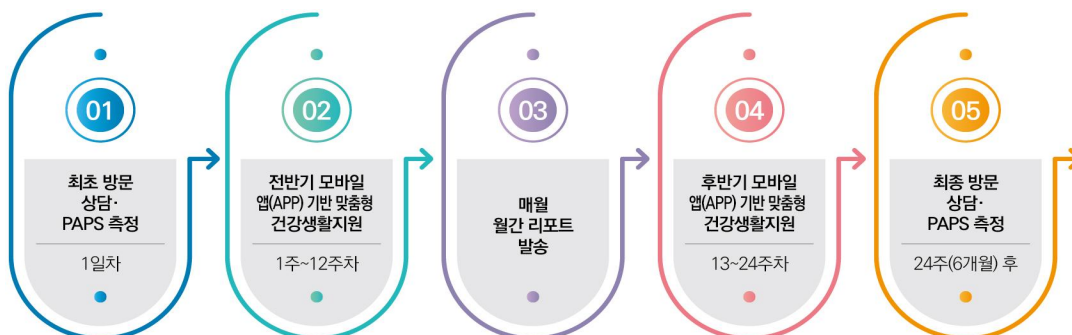 01
최초 방문
상담·
PAPS 측정
1일차
02
전반기 모바일
앱(APP) 기반 맞춤형
건강생활지원
1주~12주차
03
매월
월간 리포트
발송
04
후반기 모바일
앱(APP) 기반 맞춤형
건강생활지원
13~24주차
05
최종 방문
상담·
PAPS 측정
24주(6개월) 후